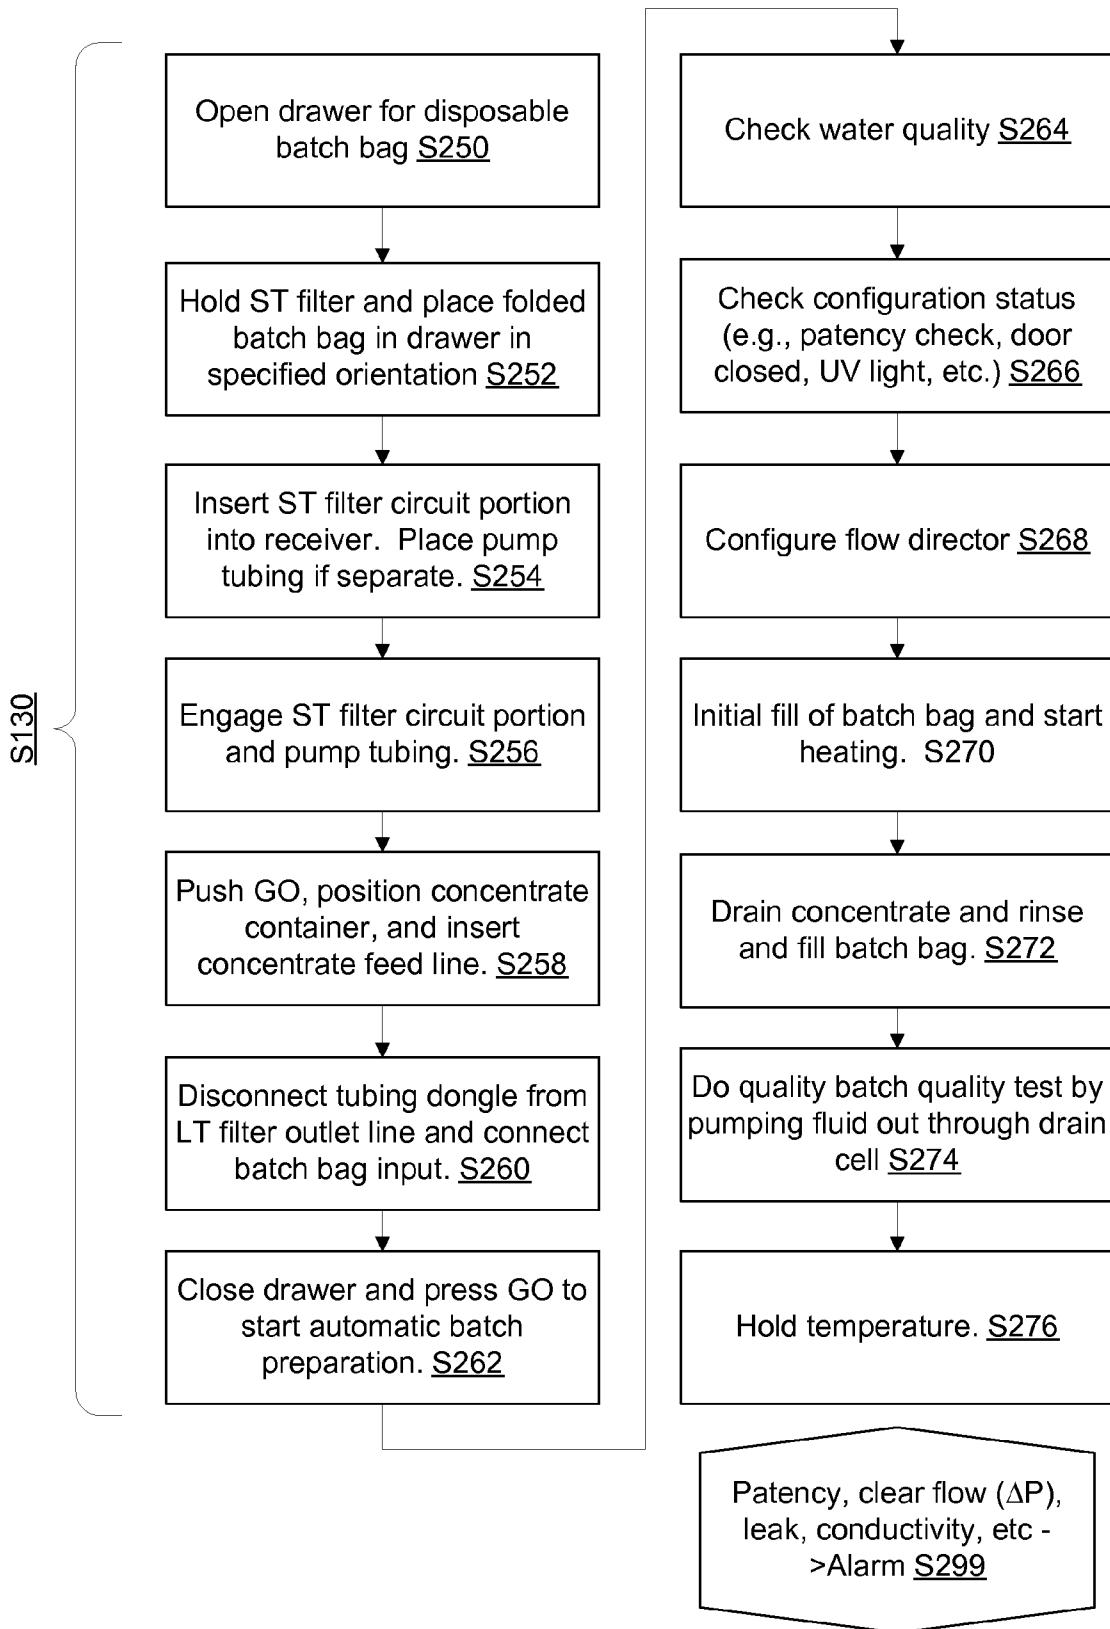 S130
Open drawer for disposable
batch bag S250
Hold ST filter and place folded
batch bag in drawer in
specified orientation S252
Insert ST filter circuit portion
into receiver.  Place pump
tubing if separate. S254
Engage ST filter circuit portion
and pump tubing. S256
Push GO, position concentrate
container, and insert
concentrate feed line. S258
Disconnect tubing dongle from
LT filter outlet line and connect
batch bag input. S260
Close drawer and press GO to
start automatic batch
preparation. S262
Check water quality S264
Check configuration status
(e.g., patency check, door
closed, UV light, etc.) S266
Configure flow director S268
Initial fill of batch bag and start
heating.  S270
Drain concentrate and rinse
and fill batch bag. S272
Do quality batch quality test by
pumping fluid out through drain
cell S274
Hold temperature. S276
Patency, clear flow (ΔP),
leak, conductivity, etc -
>Alarm S299